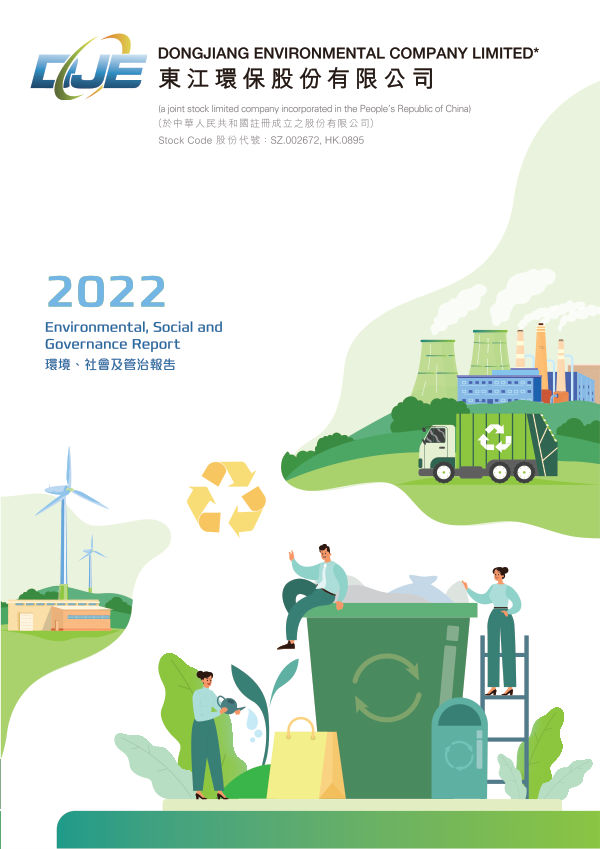 DJE
DONGJIANG ENVIRONMENTAL COMPANY LIMITED*
東江環保股份有限公司
(a joint stock limited company incorporated in the People's Republic of China)
(於中華人民共和國註冊成立之股份有限公司)
Stock Code 股份代號：SZ.002672, HK.0895
2022
Environmental, Social and
Governance Report
環境、社會及管治報告